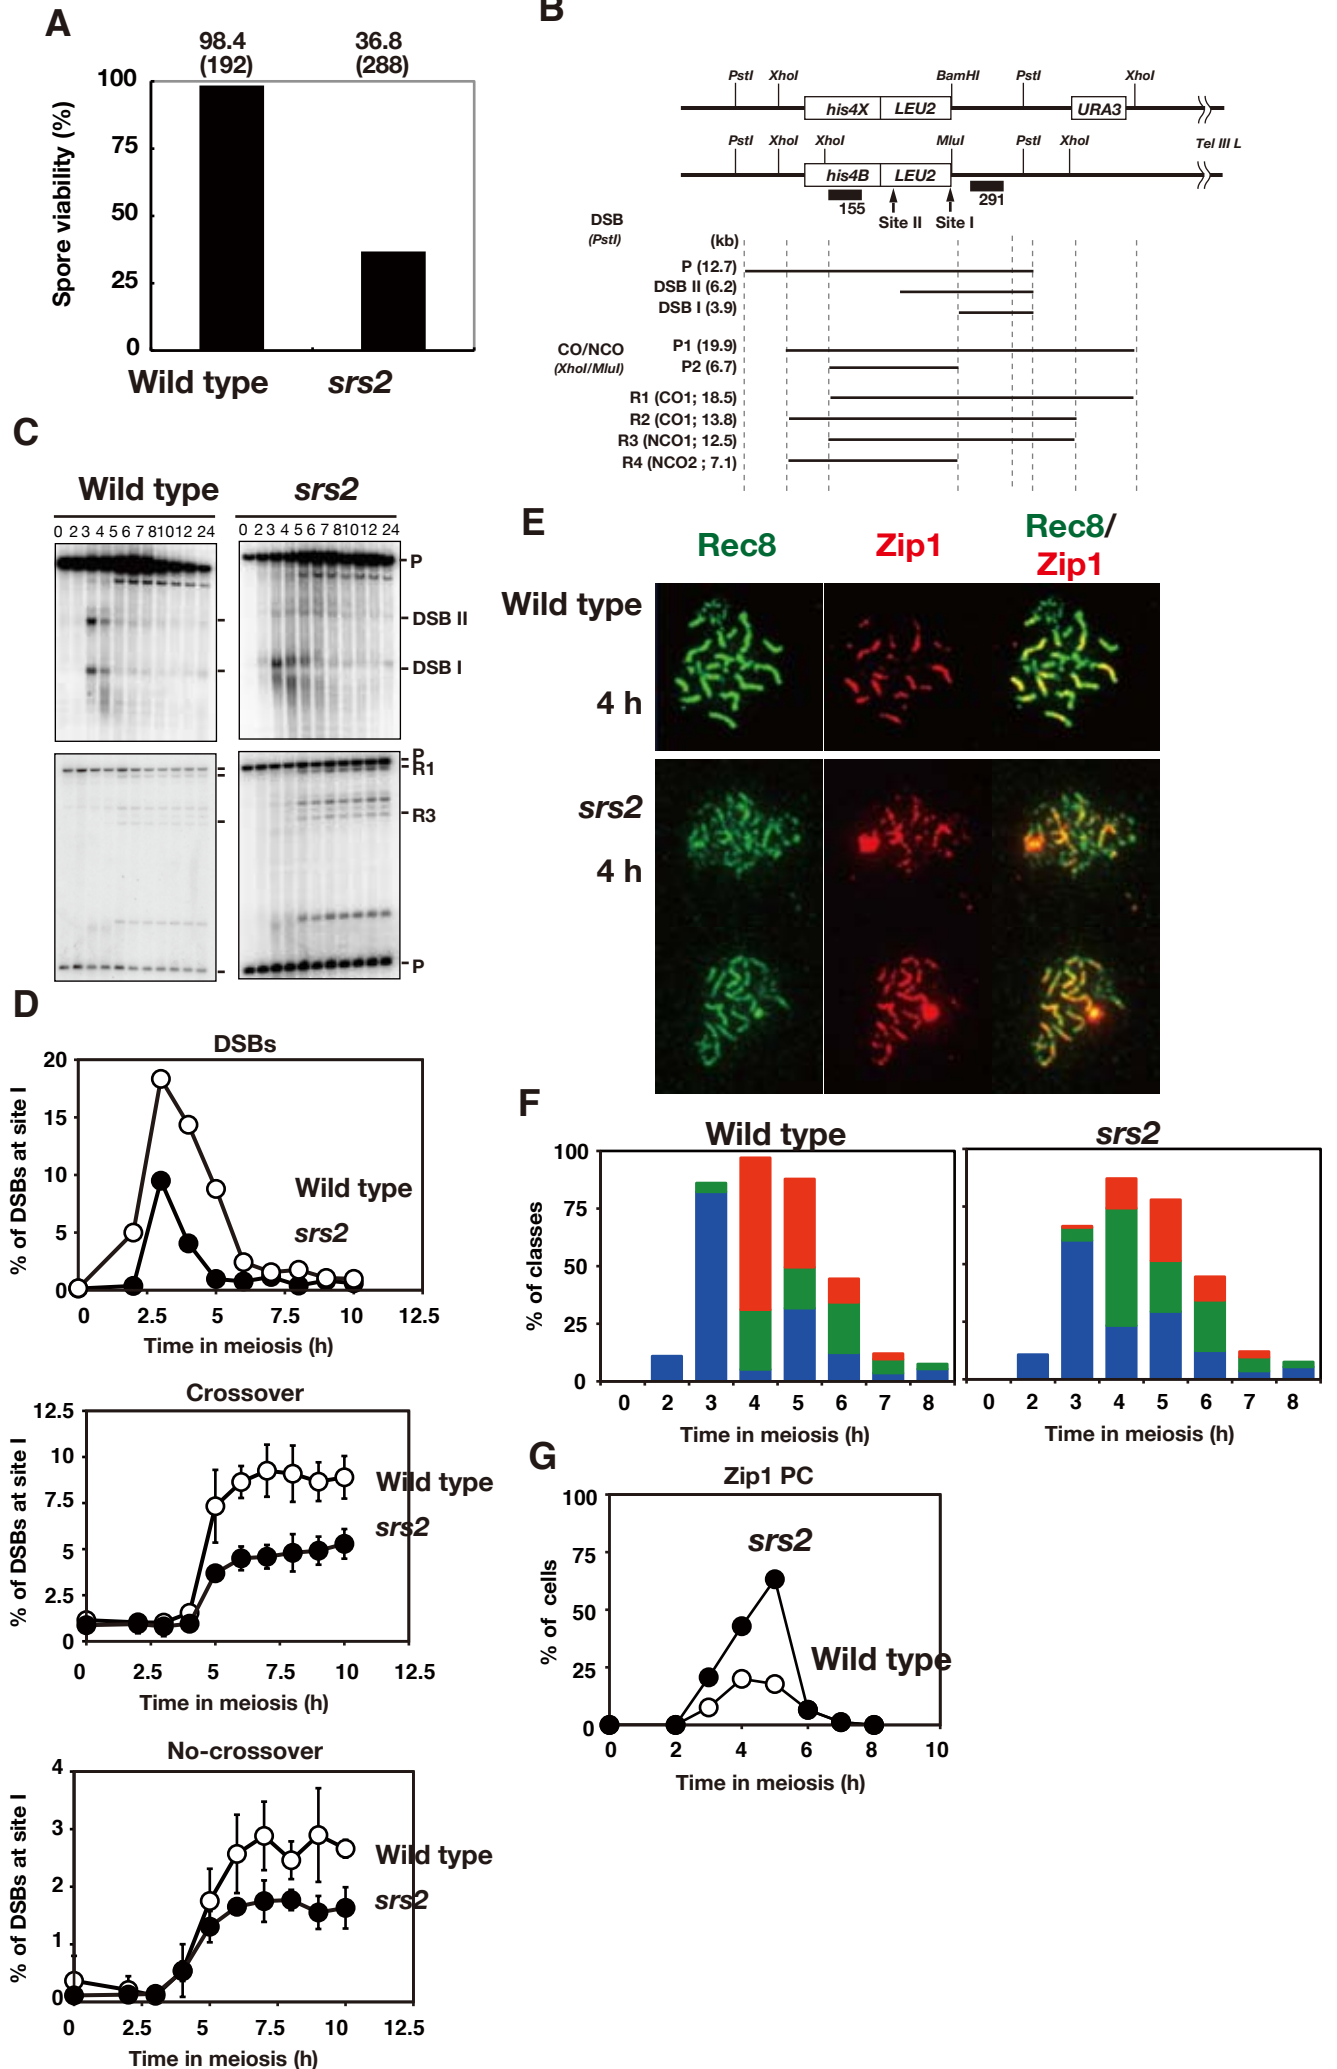 A
98.4
(192)
36.8
(288)
Spore viability (%)
100
75
50
25
0
Wild type
srs2
B
PstI XhoI BamHI PstI XhoI
his4X LEU2 URA3
PstI XhoI XhoI MluI PstI XhoI Tel III L
his4B LEU2
155 291
Site II Site I
DSB
(PstI)
(kb)
P (12.7)
DSB II (6.2)
DSB I (3.9)
CO/NCO
(XhoI/MluI)
P1 (19.9)
P2 (6.7)
R1 (CO1; 18.5)
R2 (CO1; 13.8)
R3 (NCO1; 12.5)
R4 (NCO2 ; 7.1)
C
Wild type srs2
0 2 3 4 5 6 7 8 10 12 24
0 2 3 4 5 6 7 8 10 12 24
P
DSB II
DSB I
P
R1
R3
P
D
DSBs
% of DSBs at site I
20
15
10
5
0
Wild type
srs2
0 2.5 5 7.5 10 12.5
Time in meiosis (h)
Crossover
% of DSBs at site I
12.5
10
7.5
5
2.5
0
Wild type
srs2
0 2.5 5 7.5 10 12.5
Time in meiosis (h)
No-crossover
% of DSBs at site I
4
3
2
1
0
Wild type
srs2
0 2.5 5 7.5 10 12.5
Time in meiosis (h)
E
Rec8 Zip1 Rec8/
Zip1
Wild type
4 h
srs2
4 h
F
Wild type srs2
% of classes
100
75
50
25
0
0 2 3 4 5 6 7 8
0 2 3 4 5 6 7 8
Time in meiosis (h)
Time in meiosis (h)
G
Zip1 PC
% of cells
100
75
50
25
0
srs2
Wild type
0 2 4 6 8 10
Time in meiosis (h)